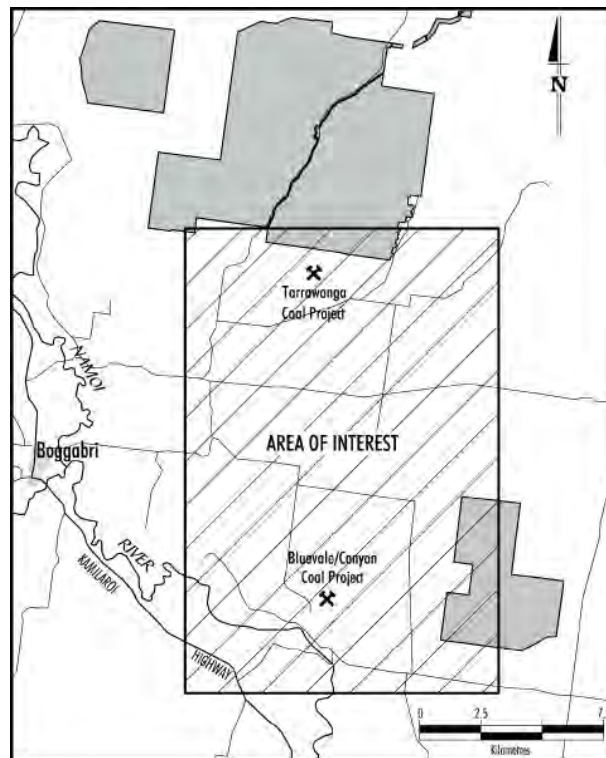 N
Tarrawonga
Coal Project
NAMOI
AREA OF INTEREST
Boggabri
RIVER
Bluevale/Canyon
Coal Project
KAMILAROI
HIGHWAY
0 2.5
Kilometres